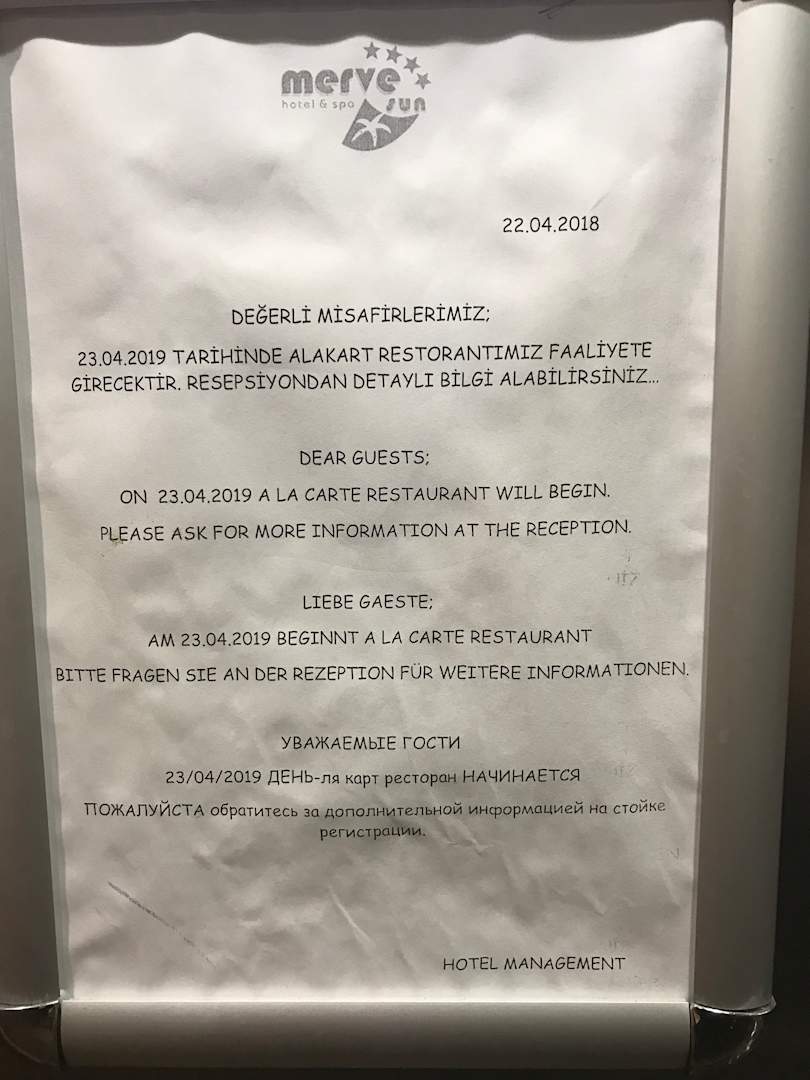 merve
hotel & spa sun
22.04.2018
DEĞERLİ MİSAFİRLERİMİZ;
23.04.2019 TARİHİNDE ALAKART RESTORANTIMIZ FAALİYETE
GİRECEKTİR. RESEPSİYONDAN DETAYLI BİLGİ ALABİLİRSİNİZ...
DEAR GUESTS;
ON 23.04.2019 A LA CARTE RESTAURANT WILL BEGIN.
PLEASE ASK FOR MORE INFORMATION AT THE RECEPTION.
LIEBE GAESTE;
AM 23.04.2019 BEGINNT A LA CARTE RESTAURANT
BITTE FRAGEN SIE AN DER REZEPTION FÜR WEITERE INFORMATIONEN.
УВАЖАЕМЫЕ ГОСТИ
23/04/2019 ДЕНЬ-ля карт ресторан НАЧИНАЕТСЯ
ПОЖАЛУЙСТА обратитесь за дополнительной информацией на стойке
регистрации.
HOTEL MANAGEMENT